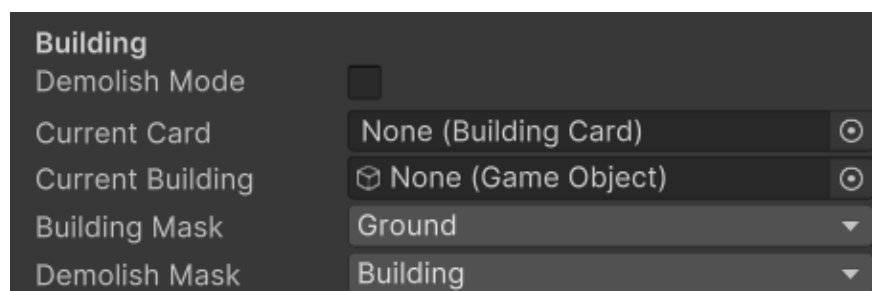 Building
Demolish Mode
Current Card None (Building Card)
Current Building None (Game Object)
Building Mask Ground
Demolish Mask Building